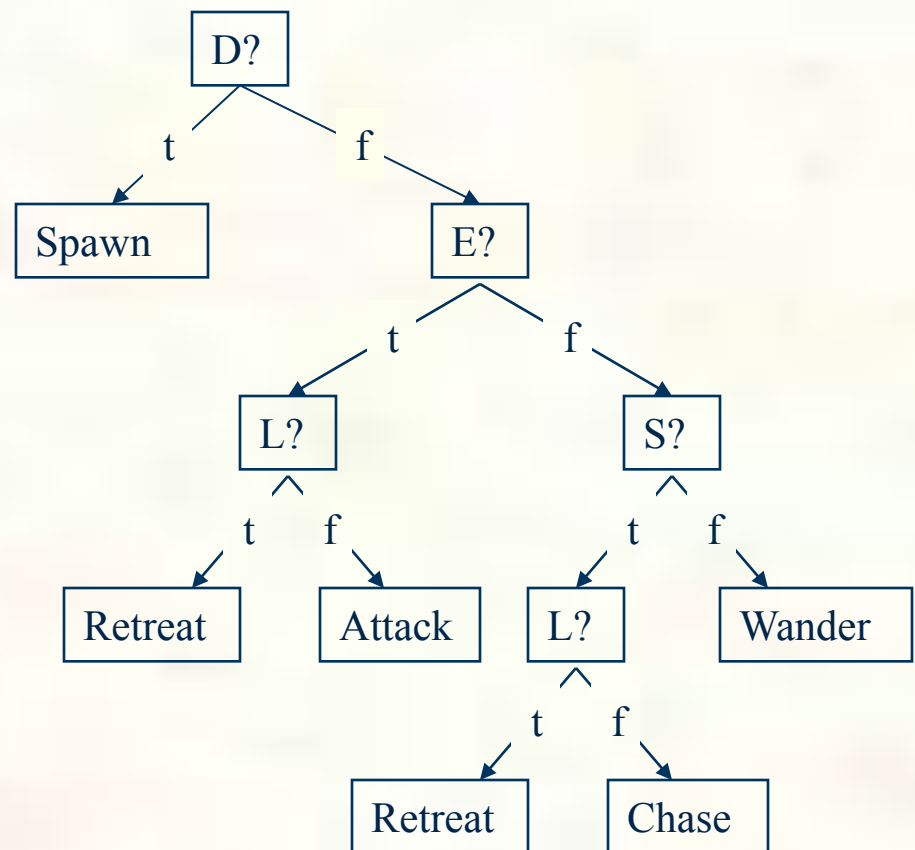 D?
t
f
Spawn
E?
t
f
L?
S?
t
f
t
f
Retreat
Attack
L?
Wander
t
f
Retreat
Chase